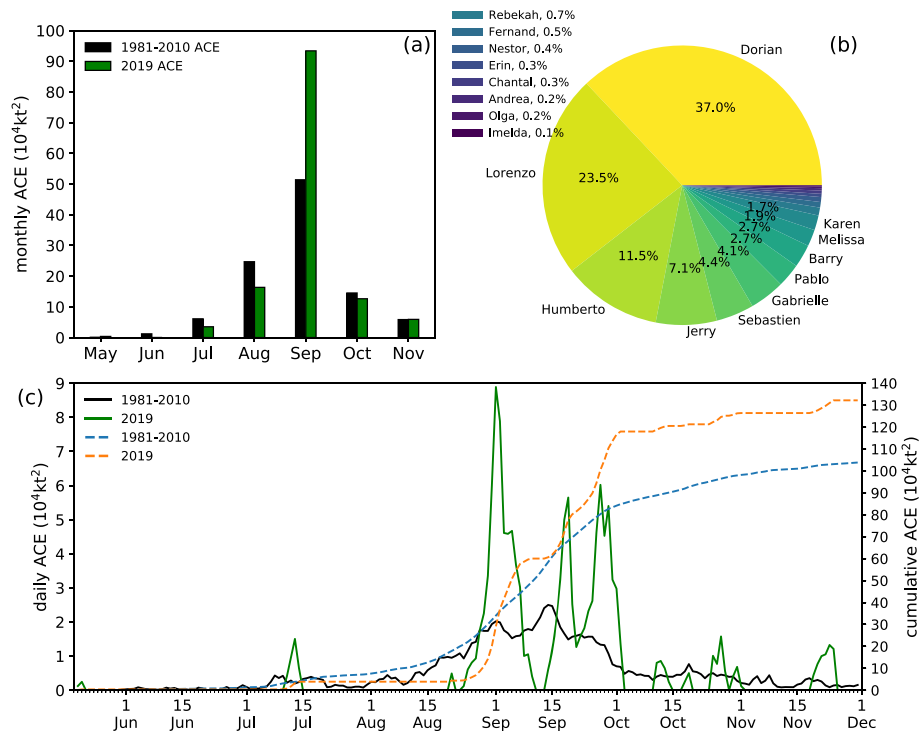 (a)
1981-2010 ACE
2019 ACE
monthly ACE (10⁴kt²)
100
90
80
70
60
50
40
30
20
10
0
May Jun Jul Aug Sep Oct Nov
(b)
Rebekah, 0.7%
Fernand, 0.5%
Nestor, 0.4%
Erin, 0.3%
Chantal, 0.3%
Andrea, 0.2%
Olga, 0.2%
Imelda, 0.1%
Dorian
37.0%
Lorenzo
23.5%
Humberto
11.5%
Jerry
7.1%
Sebastien
4.4%
Gabrielle
4.1%
Pablo
2.7%
Barry
2.7%
Melissa
1.9%
Karen
1.7%
(c)
1981-2010
2019
1981-2010
2019
daily ACE (10⁴kt²)
9
8
7
6
5
4
3
2
1
0
cumulative ACE (10⁴kt²)
140
130
120
110
100
90
80
70
60
50
40
30
20
10
0
1 15 1 15 1 15 1 15 1 15 1 15 1
Jun Jun Jul Jul Aug Aug Sep Sep Oct Oct Nov Nov Dec